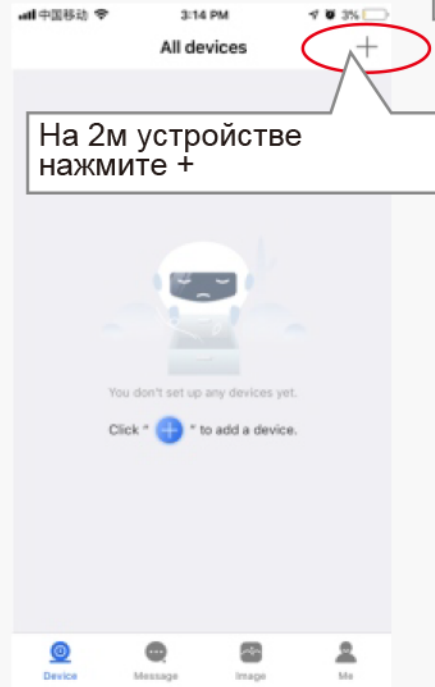 中国移动 3:14 PM 3%
All devices
На 2м устройстве
нажмите +
You don't set up any devices yet.
Click " + " to add a device.
Device Message Image Me